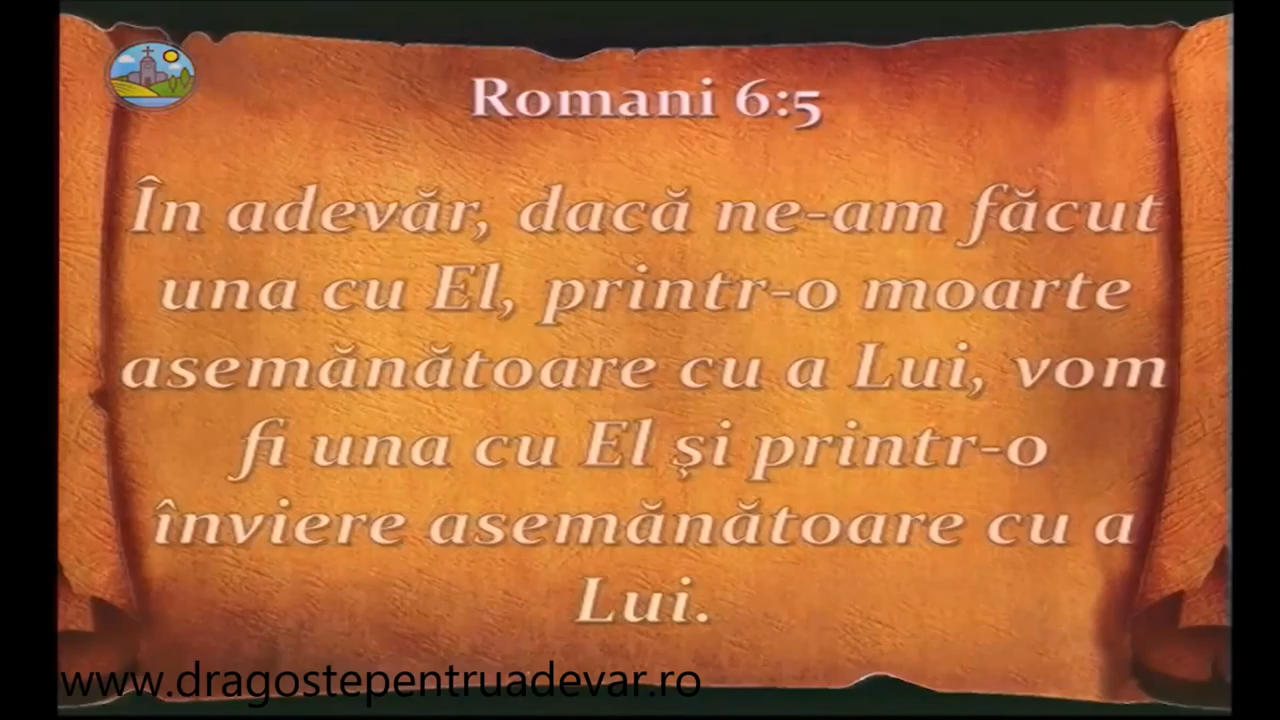 Romani 6:5
În adevăr, dacă ne-am făcut
una cu El, printr-o moarte
asemănătoare cu a Lui, vom
fi una cu El şi printr-o
înviere asemănătoare cu a
Lui.
www.dragostepentruadevar.ro